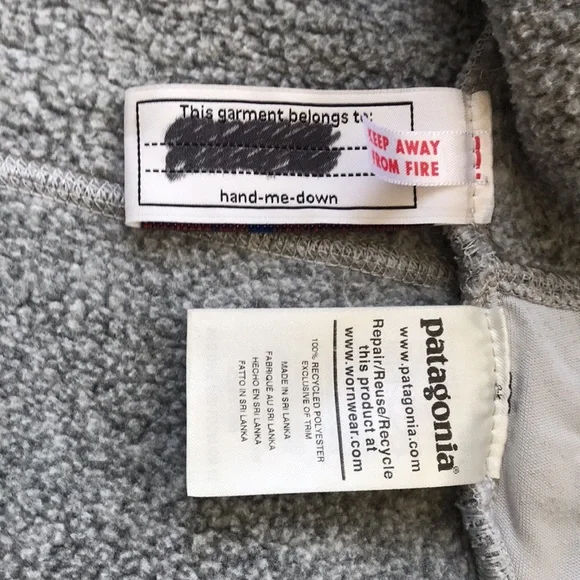 This garment belongs to:
hand-me-down
KEEP AWAY
FROM FIRE
patagonia®
www.patagonia.com
Repair/Reuse/Recycle
this product at
www.wornwear.com
100% RECYCLED POLYESTER
EXCLUSIVE OF TRIM
MADE IN SRI LANKA
FABRIQUÉ AU SRI LANKA
HECHO EN SRI LANKA
FATTO IN SRI LANKA